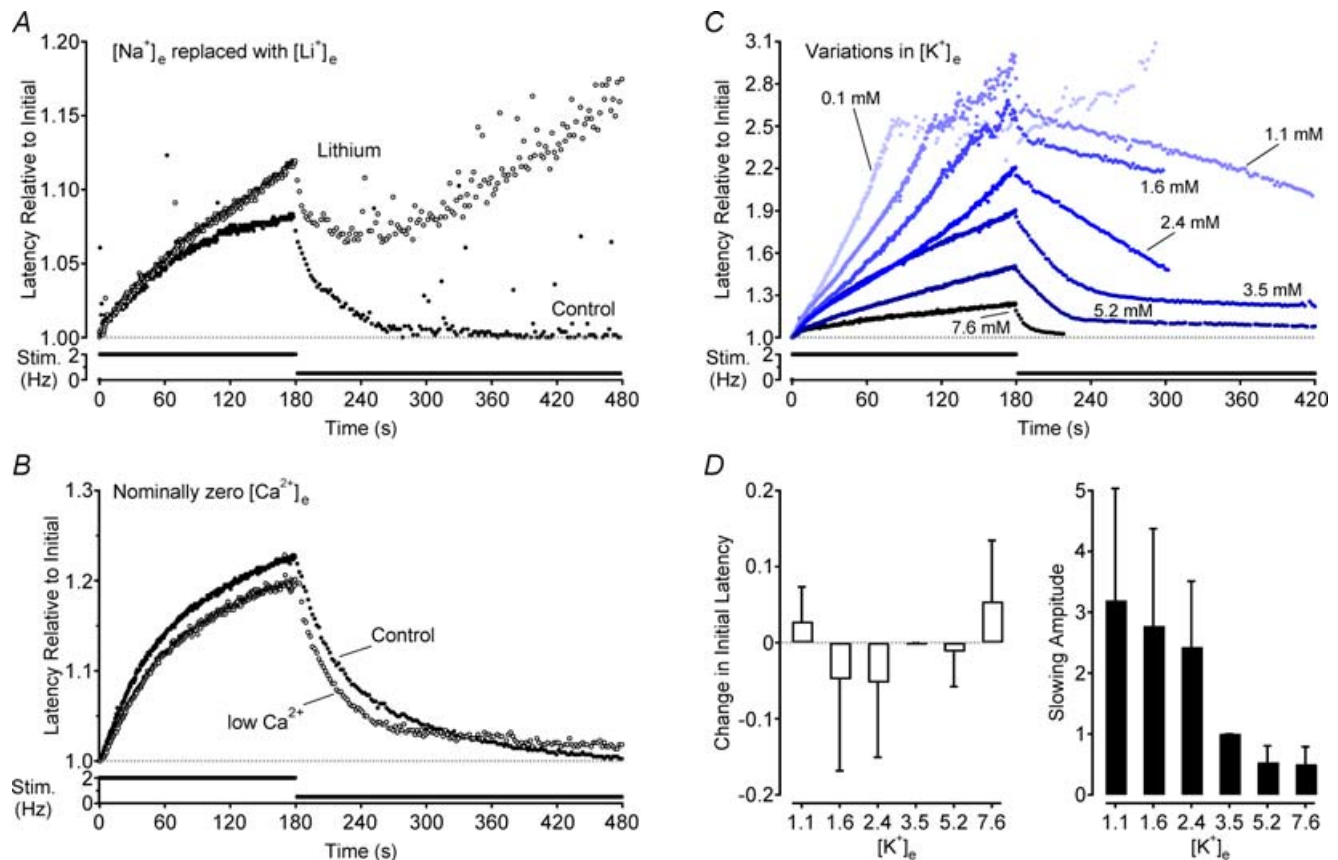 A
[Na⁺]e replaced with [Li⁺]e
Latency Relative to Initial
1.20
1.15
1.10
1.05
1.00
Lithium
Control
Stim.
(Hz)
2
0
0 60 120 180 240 300 360 420 480
Time (s)
B
Nominally zero [Ca²⁺]e
Latency Relative to Initial
1.3
1.2
1.1
1.0
Control
low Ca²⁺
Stim.
(Hz)
2
0
0 60 120 180 240 300 360 420 480
Time (s)
C
Variations in [K⁺]e
Latency Relative to Initial
3.1
2.8
2.5
2.2
1.9
1.6
1.3
1.0
0.1 mM
1.1 mM
1.6 mM
2.4 mM
3.5 mM
5.2 mM
7.6 mM
Stim.
(Hz)
2
0
0 60 120 180 240 300 360 420
Time (s)
D
Change in Initial Latency
0.2
0.1
0
-0.1
-0.2
1.1 1.6 2.4 3.5 5.2 7.6
[K⁺]e
Slowing Ampitude
5
4
3
2
1
0
1.1 1.6 2.4 3.5 5.2 7.6
[K⁺]e